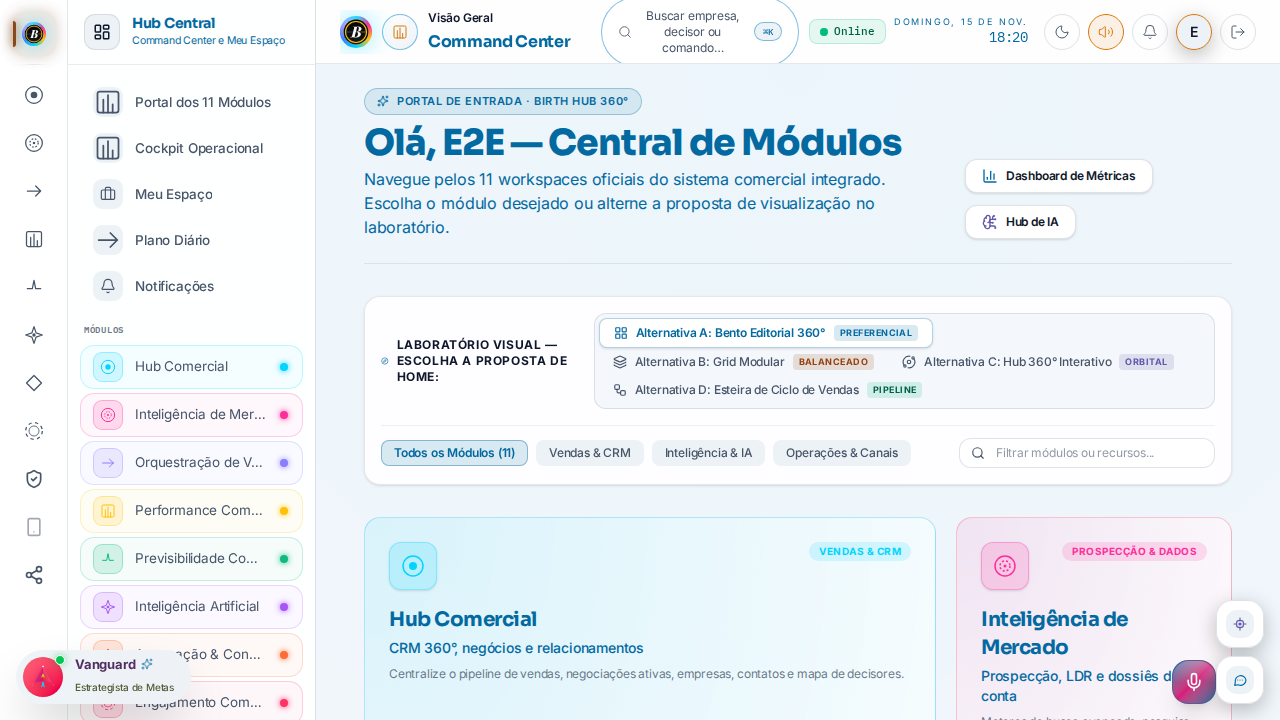 Hub Central
Command Center e Meu Espaço
Visão Geral
Command Center
Buscar empresa,
decisor ou
comando...
⌘K
Online
DOMINGO, 15 DE NOV.
18:20
E
Portal dos 11 Módulos
Cockpit Operacional
Meu Espaço
Plano Diário
Notificações
MÓDULOS
Hub Comercial
Inteligência de Mer...
Orquestração de V...
Performance Com...
Previsibilidade Co...
Inteligência Artificial
ação & Con...
Engajamento Com...
Vanguard
Estrategista de Metas
PORTAL DE ENTRADA · BIRTH HUB 360°
Olá, E2E — Central de Módulos
Navegue pelos 11 workspaces oficiais do sistema comercial integrado.
Escolha o módulo desejado ou alterne a proposta de visualização no
laboratório.
Dashboard de Métricas
Hub de IA
LABORATÓRIO VISUAL —
ESCOLHA A PROPOSTA DE
HOME:
Alternativa A: Bento Editorial 360° PREFERENCIAL
Alternativa B: Grid Modular BALANCEADO
Alternativa C: Hub 360° Interativo ORBITAL
Alternativa D: Esteira de Ciclo de Vendas PIPELINE
Todos os Módulos (11)
Vendas & CRM
Inteligência & IA
Operações & Canais
Filtrar módulos ou recursos...
VENDAS & CRM
Hub Comercial
CRM 360°, negócios e relacionamentos
Centralize o pipeline de vendas, negociações ativas, empresas, contatos e mapa de decisores.
PROSPECÇÃO & DADOS
Inteligência de
Mercado
Prospecção, LDR e dossiês d
conta